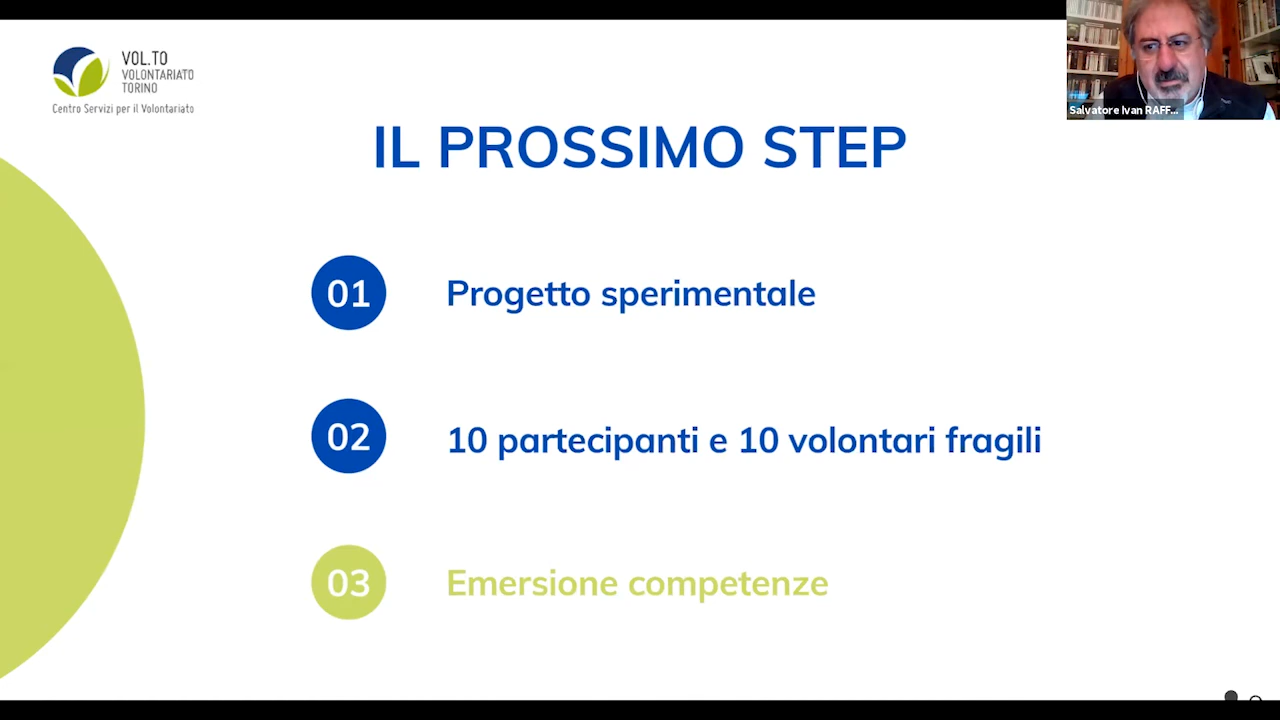 VOL.TO
VOLONTARIATO
TORINO
Centro Servizi per il Volontariato
Salvatore Ivan RAFF...
IL PROSSIMO STEP
01 Progetto sperimentale
02 10 partecipanti e 10 volontari fragili
03 Emersione competenze